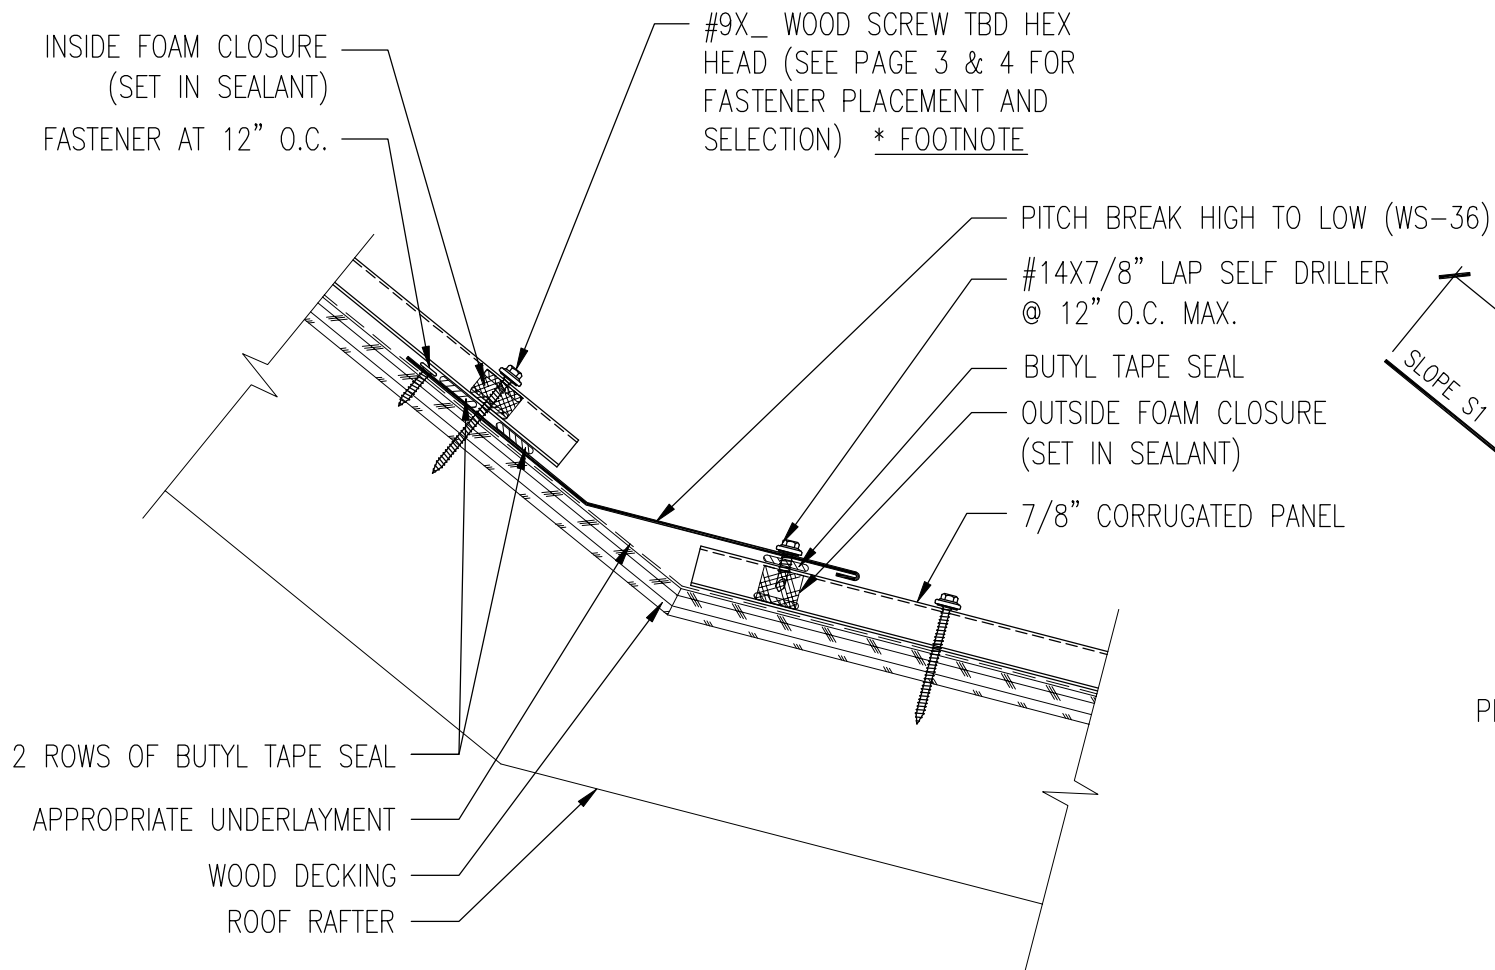 INSIDE FOAM CLOSURE
(SET IN SEALANT)
FASTENER AT 12” O.C.
#9X_ WOOD SCREW TBD HEX
HEAD (SEE PAGE 3 & 4 FOR
FASTENER PLACEMENT AND
SELECTION) * FOOTNOTE
PITCH BREAK HIGH TO LOW (WS-36)
#14X7/8” LAP SELF DRILLER
@ 12” O.C. MAX.
BUTYL TAPE SEAL
OUTSIDE FOAM CLOSURE
(SET IN SEALANT)
7/8” CORRUGATED PANEL
SLOPE S1
2 ROWS OF BUTYL TAPE SEAL
APPROPRIATE UNDERLAYMENT
WOOD DECKING
ROOF RAFTER